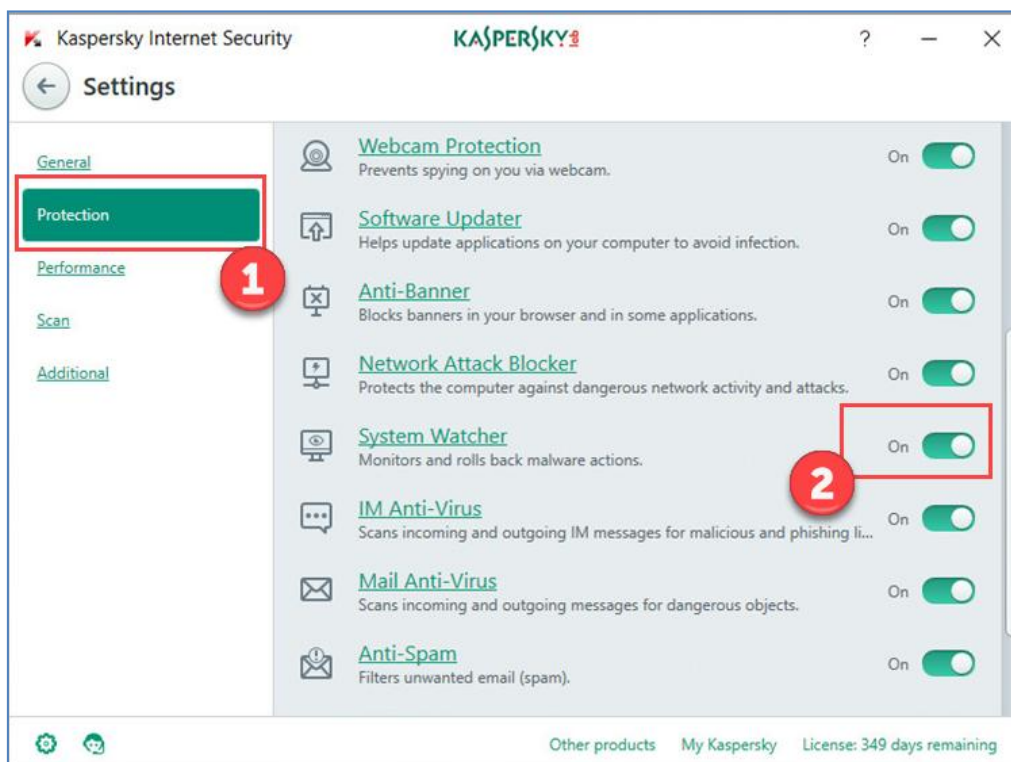 Kaspersky Internet Security
KASPERSKY lab
?
Settings
General
Protection
Performance
Scan
Additional
1
Webcam Protection
On
Prevents spying on you via webcam.
Software Updater
On
Helps update applications on your computer to avoid infection.
Anti-Banner
On
Blocks banners in your browser and in some applications.
Network Attack Blocker
On
Protects the computer against dangerous network activity and attacks.
System Watcher
On
Monitors and rolls back malware actions.
2
IM Anti-Virus
On
Scans incoming and outgoing IM messages for malicious and phishing li...
Mail Anti-Virus
On
Scans incoming and outgoing messages for dangerous objects.
Anti-Spam
On
Filters unwanted email (spam).
Other products My Kaspersky License: 349 days remaining